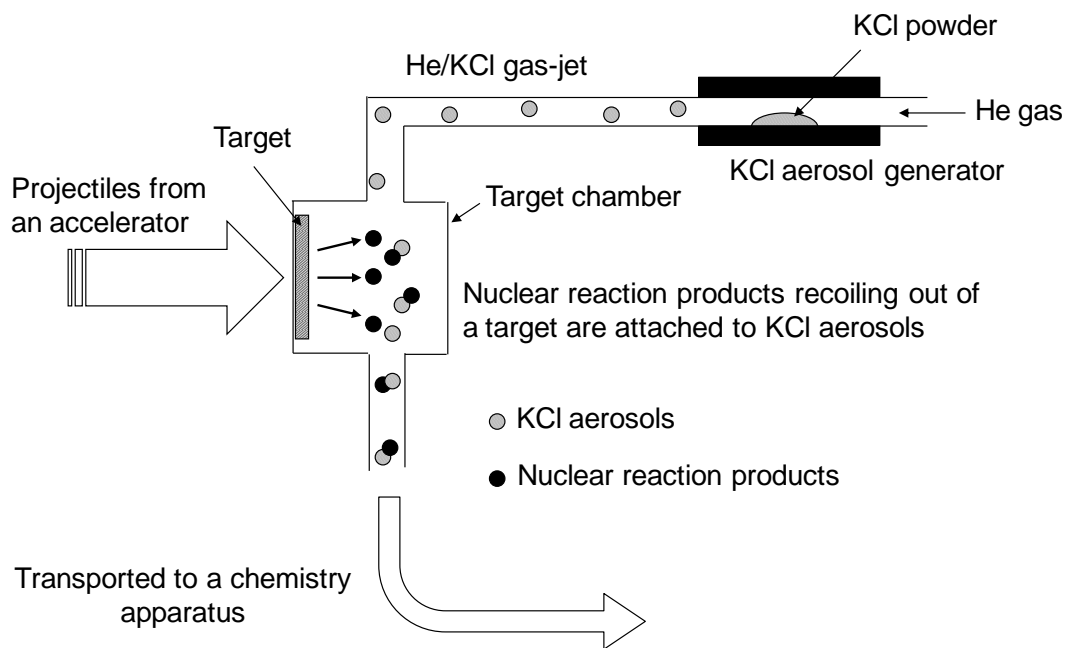 KCl powder
He/KCl gas-jet
He gas
Target
KCl aerosol generator
Projectiles from
an accelerator
Target chamber
Nuclear reaction products recoiling out of
a target are attached to KCl aerosols
KCl aerosols
Nuclear reaction products
Transported to a chemistry
apparatus